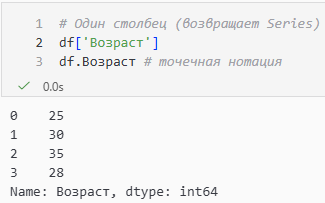 1 # Один столбец (возвращает Series)
2 df['Возраст']
3 df.Возраст # точечная нотация
0.0s
0 25
1 30
2 35
3 28
Name: Возраст, dtype: int64